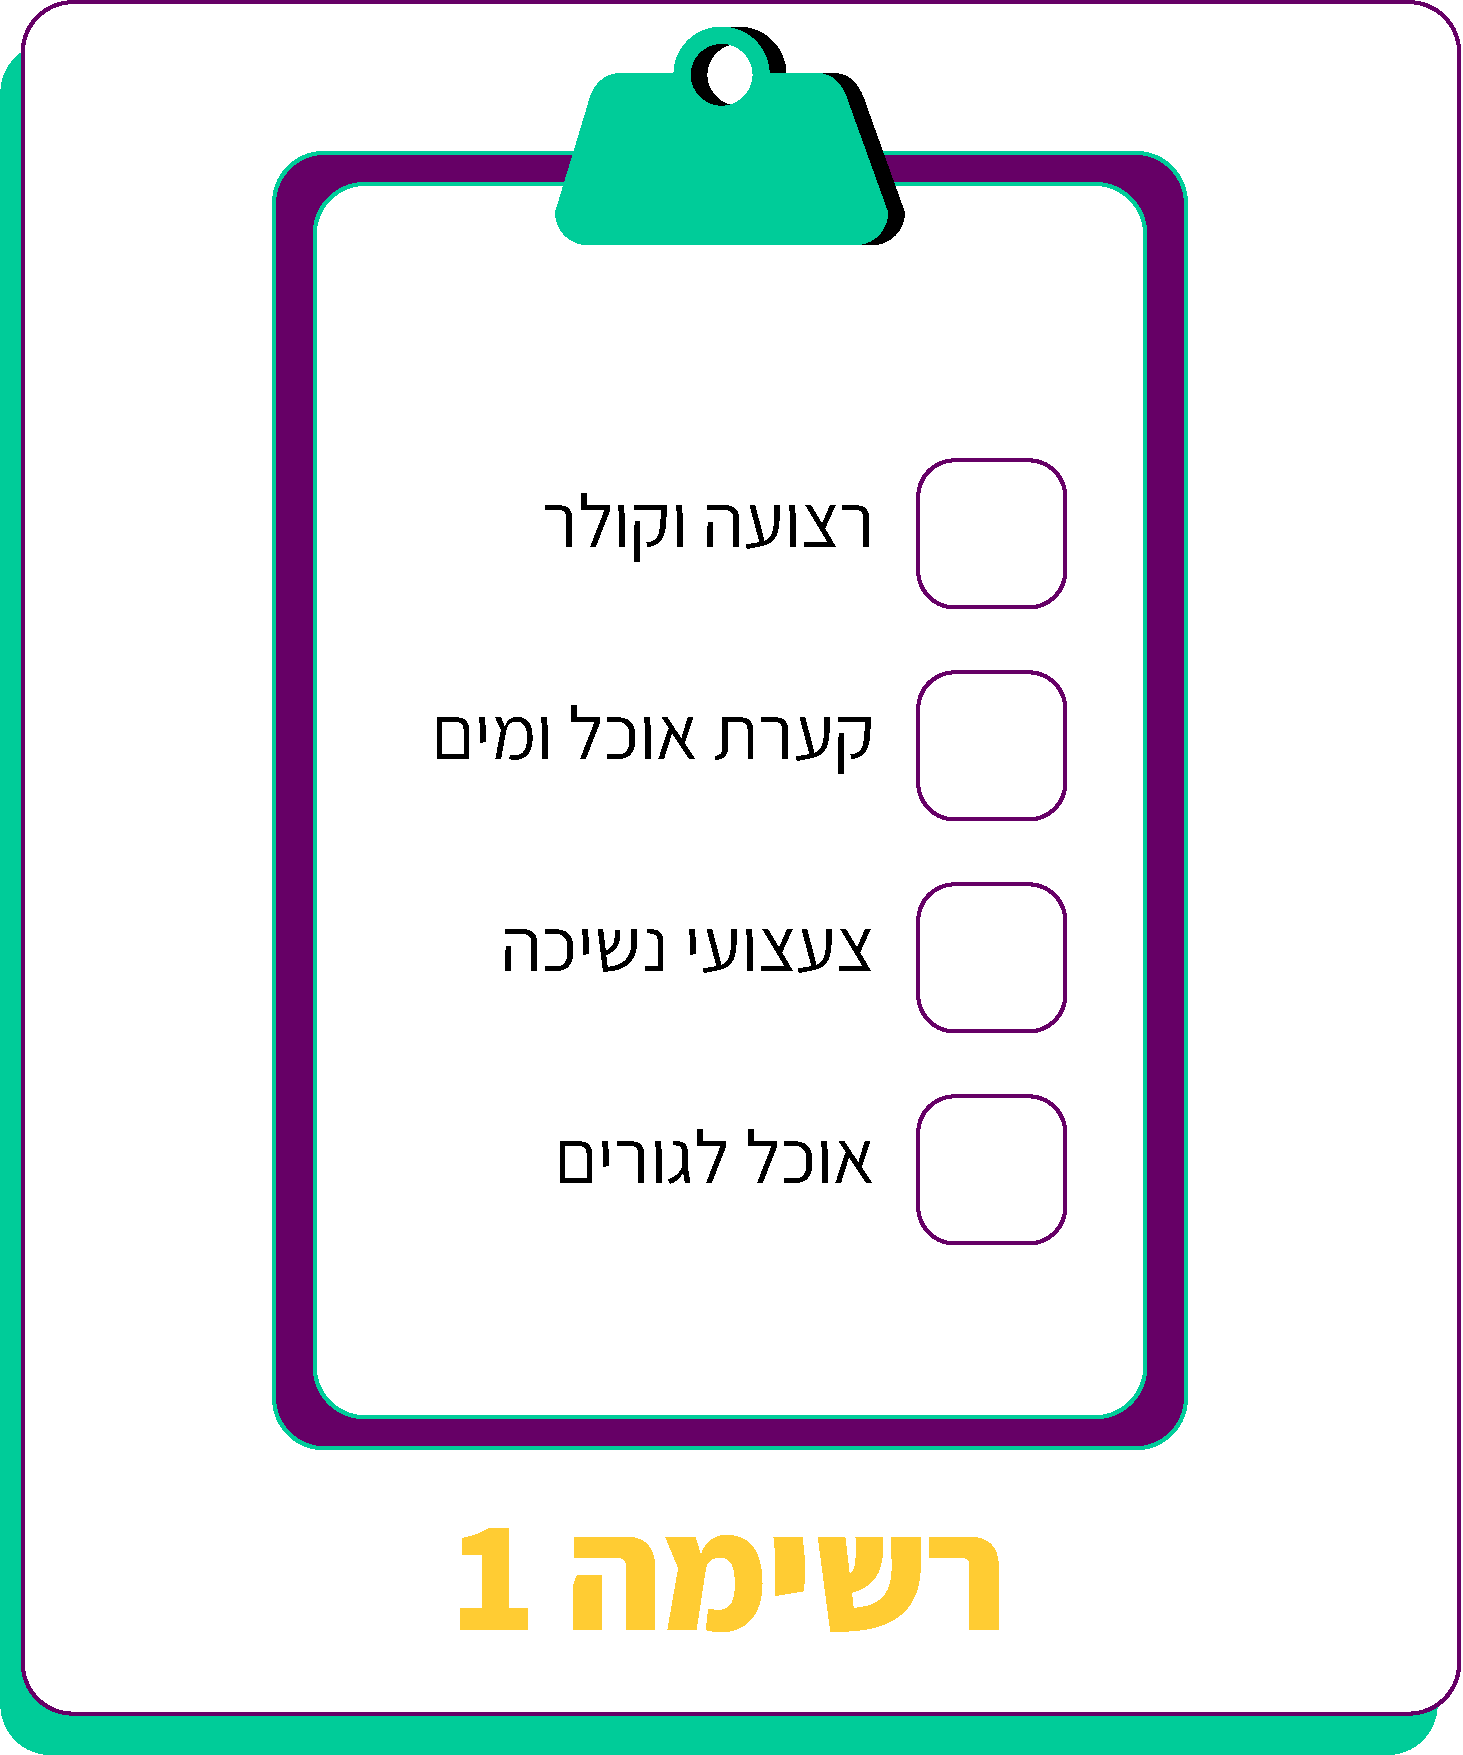 רצועה וקולר
קערת אוכל ומים
צעצועי נשיכה
אוכל לגורים
רשימה 1